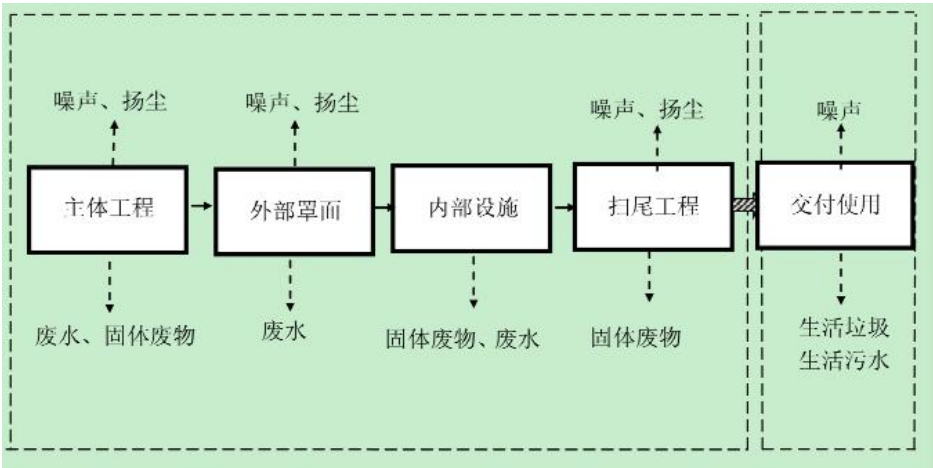 噪声、扬尘
噪声、扬尘
噪声、扬尘
噪声
主体工程
外部罩面
内部设施
扫尾工程
交付使用
废水、固体废物
废水
固体废物、废水
固体废物
生活垃圾
生活污水